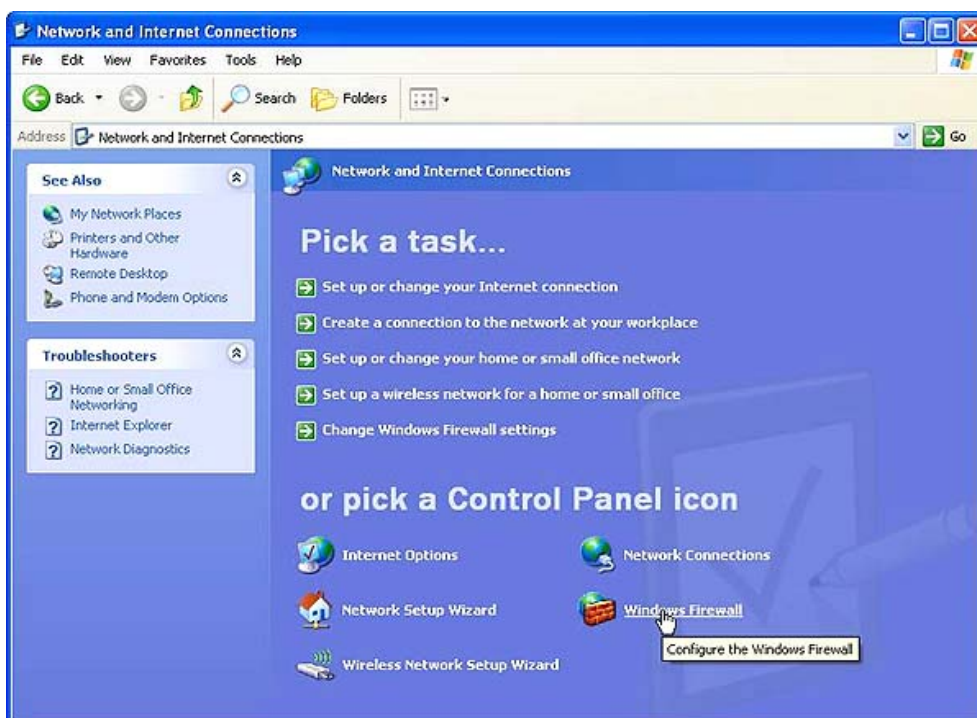 Network and Internet Connections
File Edit View Favorites Tools Help
Back Search Folders
Address Network and Internet Connections Go
See Also
My Network Places
Printers and Other
Hardware
Remote Desktop
Phone and Modem Options
Troubleshooters
Home or Small Office
Networking
Internet Explorer
Network Diagnostics
Network and Internet Connections
Pick a task...
Set up or change your Internet connection
Create a connection to the network at your workplace
Set up or change your home or small office network
Set up a wireless network for a home or small office
Change Windows Firewall settings
or pick a Control Panel icon
Internet Options
Network Connections
Network Setup Wizard
Windows Firewall
Configure the Windows Firewall
Wireless Network Setup Wizard